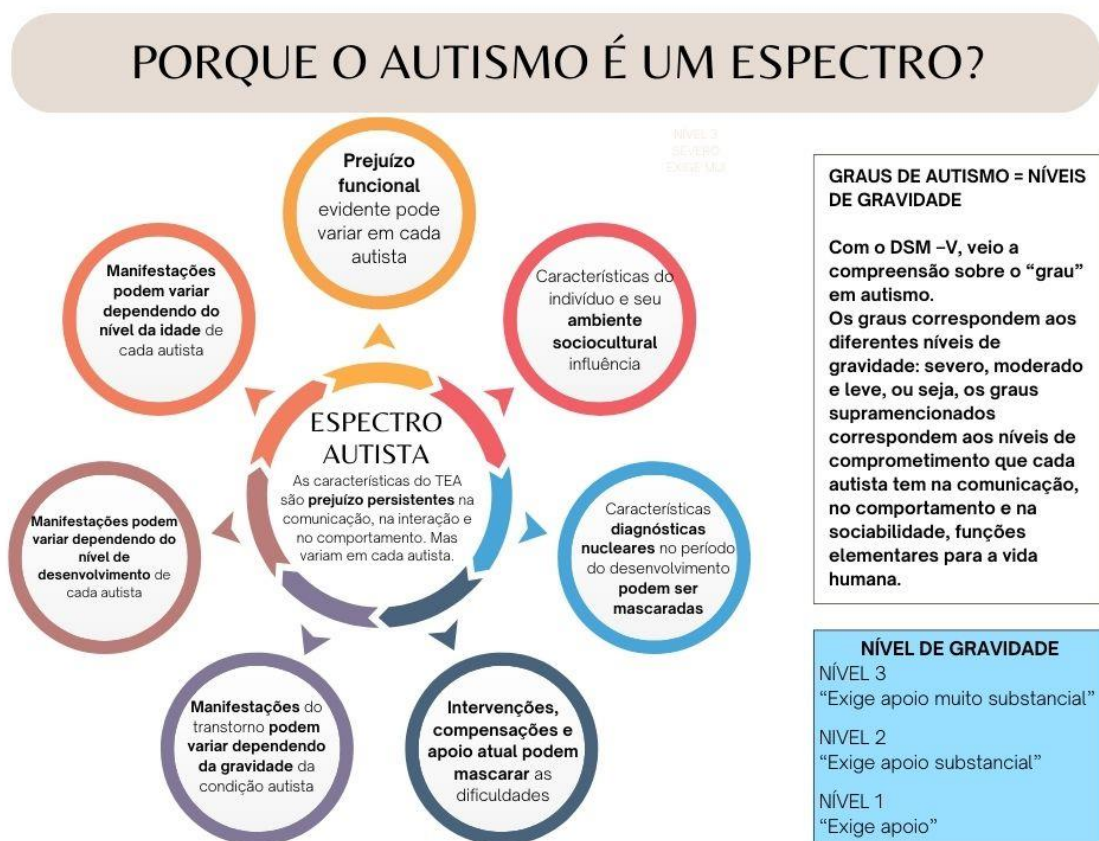 PORQUE O AUTISMO É UM ESPECTRO?
Prejuízo
funcional
evidente pode
variar em cada
autista
NÍVEL 3
SEVERO
EXIGE MUI
Características do
indivíduo e seu
ambiente
sociocultural
influência
Manifestações
podem variar
dependendo do
nível da idade de
cada autista
ESPECTRO
AUTISTA
As características do TEA
são prejuízo persistentes na
comunicação, na interação e
no comportamento. Mas
variam em cada autista.
Características
diagnósticas
nucleares no período
do desenvolvimento
podem ser
mascaradas
Manifestações podem
variar dependendo do
nível de
desenvolvimento de
cada autista
Manifestações do
transtorno podem
variar dependendo
da gravidade da
condição autista
Intervenções,
compensações e
apoio atual podem
mascarar as
dificuldades
GRAUS DE AUTISMO = NÍVEIS
DE GRAVIDADE
Com o DSM –V, veio a
compreensão sobre o “grau”
em autismo.
Os graus correspondem aos
diferentes níveis de
gravidade: severo, moderado
e leve, ou seja, os graus
supramencionados
correspondem aos níveis de
comprometimento que cada
autista tem na comunicação,
no comportamento e na
sociabilidade, funções
elementares para a vida
humana.
NÍVEL DE GRAVIDADE
NÍVEL 3
“Exige apoio muito substancial”
NIVEL 2
“Exige apoio substancial”
NÍVEL 1
“Exige apoio”